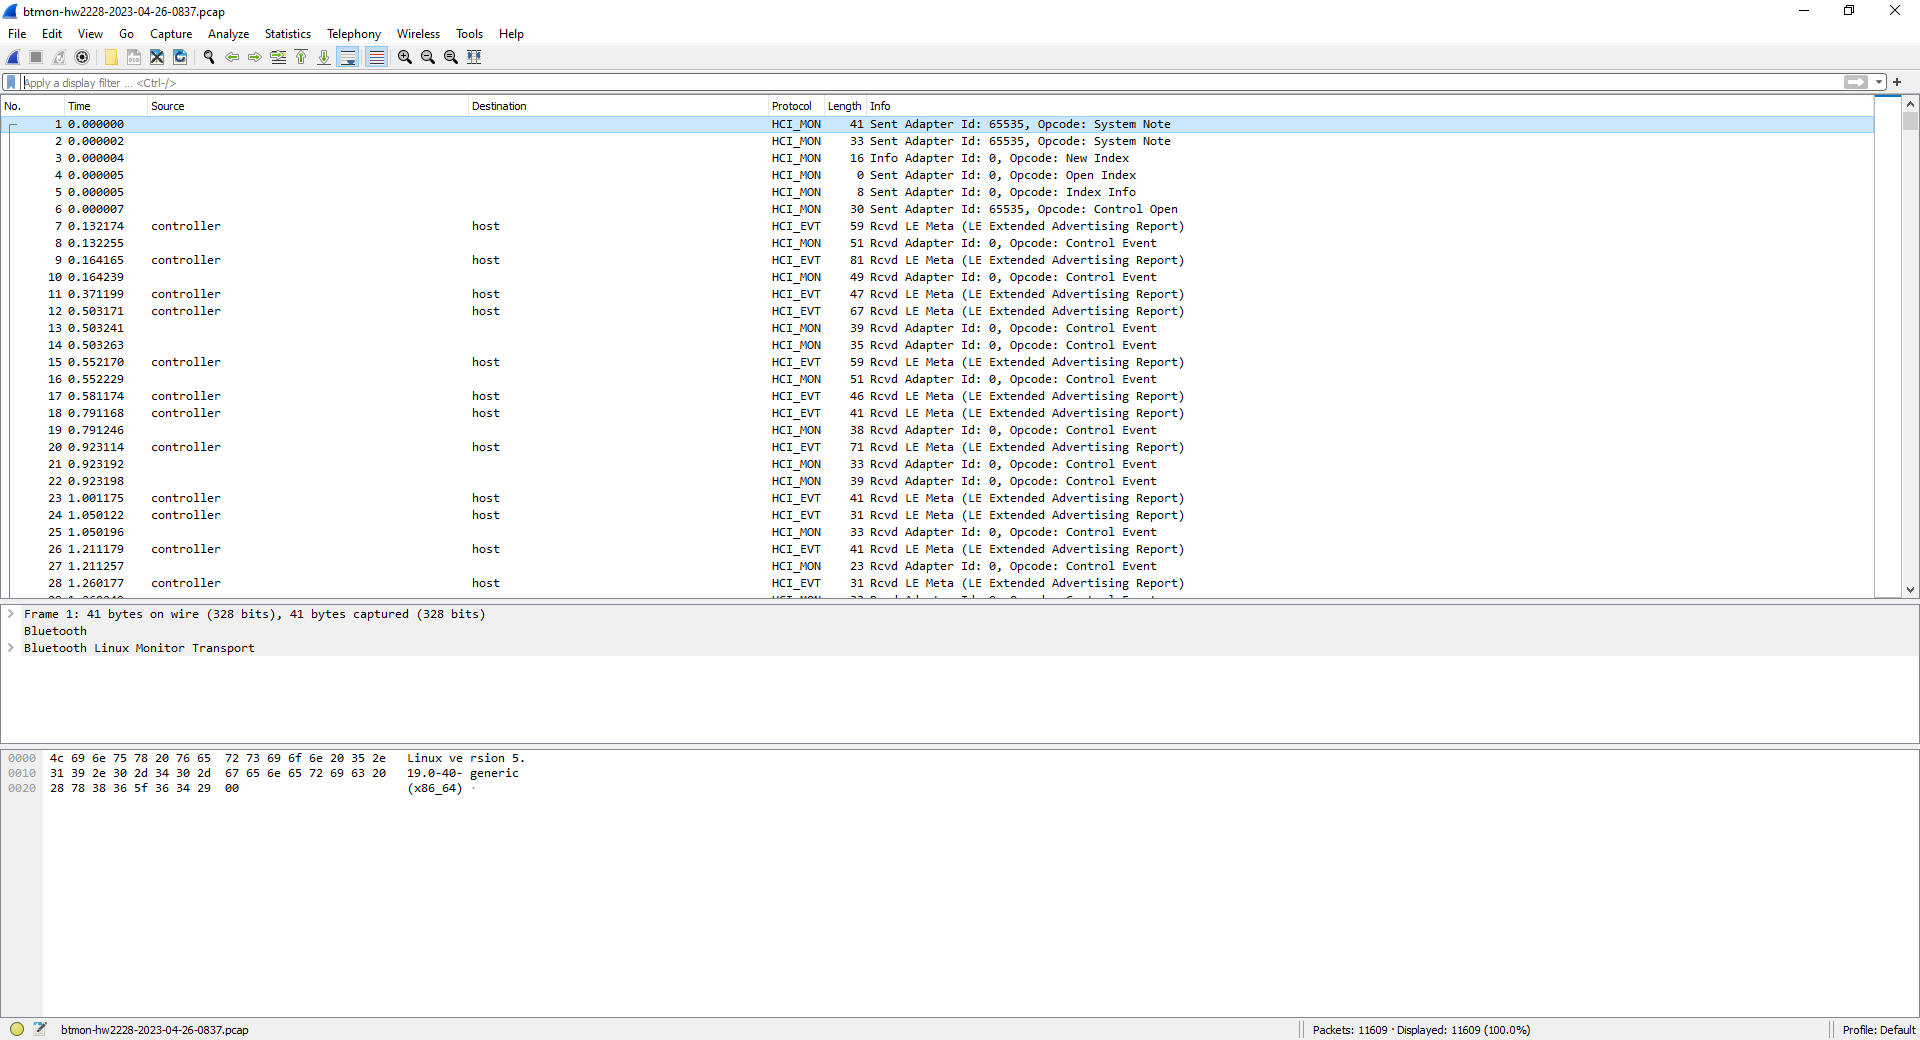 btmon-hw2228-2023-04-26-0837.pcap
File Edit View Go Capture Analyze Statistics Telephony Wireless Tools Help
Apply a display filter ... <Ctrl-/>
No. Time Source Destination Protocol Length Info
1 0.000000 HCI_MON 41 Sent Adapter Id: 65535, Opcode: System Note
2 0.000002 HCI_MON 33 Sent Adapter Id: 65535, Opcode: System Note
3 0.000004 HCI_MON 16 Info Adapter Id: 0, Opcode: New Index
4 0.000005 HCI_MON 0 Sent Adapter Id: 0, Opcode: Open Index
5 0.000005 HCI_MON 8 Sent Adapter Id: 0, Opcode: Index Info
6 0.000007 HCI_MON 30 Sent Adapter Id: 65535, Opcode: Control Open
7 0.132174 controller host HCI_EVT 59 Rcvd LE Meta (LE Extended Advertising Report)
8 0.132255 HCI_MON 51 Rcvd Adapter Id: 0, Opcode: Control Event
9 0.164165 controller host HCI_EVT 81 Rcvd LE Meta (LE Extended Advertising Report)
10 0.164239 HCI_MON 49 Rcvd Adapter Id: 0, Opcode: Control Event
11 0.371199 controller host HCI_EVT 47 Rcvd LE Meta (LE Extended Advertising Report)
12 0.503171 controller host HCI_EVT 67 Rcvd LE Meta (LE Extended Advertising Report)
13 0.503241 HCI_MON 39 Rcvd Adapter Id: 0, Opcode: Control Event
14 0.503263 HCI_MON 35 Rcvd Adapter Id: 0, Opcode: Control Event
15 0.552170 controller host HCI_EVT 59 Rcvd LE Meta (LE Extended Advertising Report)
16 0.552229 HCI_MON 51 Rcvd Adapter Id: 0, Opcode: Control Event
17 0.581174 controller host HCI_EVT 46 Rcvd LE Meta (LE Extended Advertising Report)
18 0.791168 controller host HCI_EVT 41 Rcvd LE Meta (LE Extended Advertising Report)
19 0.791246 HCI_MON 38 Rcvd Adapter Id: 0, Opcode: Control Event
20 0.923114 controller host HCI_EVT 71 Rcvd LE Meta (LE Extended Advertising Report)
21 0.923192 HCI_MON 33 Rcvd Adapter Id: 0, Opcode: Control Event
22 0.923198 HCI_MON 39 Rcvd Adapter Id: 0, Opcode: Control Event
23 1.001175 controller host HCI_EVT 41 Rcvd LE Meta (LE Extended Advertising Report)
24 1.050122 controller host HCI_EVT 31 Rcvd LE Meta (LE Extended Advertising Report)
25 1.050196 HCI_MON 33 Rcvd Adapter Id: 0, Opcode: Control Event
26 1.211179 controller host HCI_EVT 41 Rcvd LE Meta (LE Extended Advertising Report)
27 1.211257 HCI_MON 23 Rcvd Adapter Id: 0, Opcode: Control Event
28 1.260177 controller host HCI_EVT 31 Rcvd LE Meta (LE Extended Advertising Report)
Frame 1: 41 bytes on wire (328 bits), 41 bytes captured (328 bits)
Bluetooth
Bluetooth Linux Monitor Transport
0000 4c 69 6e 75 78 20 76 65 72 73 69 6f 6e 20 35 2e Linux ve rsion 5.
0010 31 39 2e 30 2d 34 30 2d 67 65 6e 65 72 69 63 20 19.0-40- generic
0020 28 78 38 36 5f 36 34 29 00 (x86_64) ·
btmon-hw2228-2023-04-26-0837.pcap Packets: 11609 · Displayed: 11609 (100.0%) Profile: Default